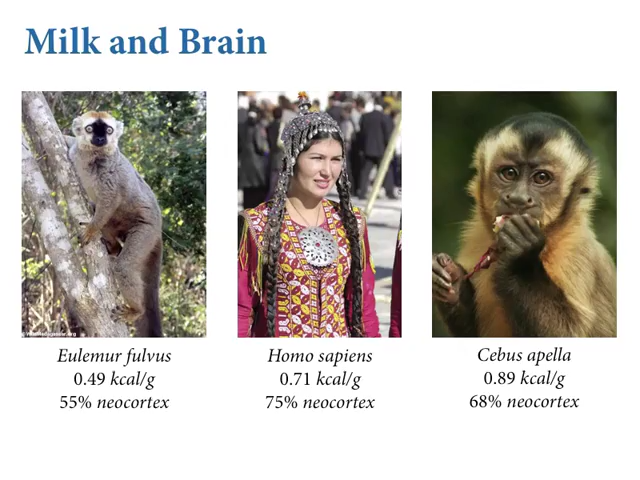 Milk and Brain
Eulemur fulvus
0.49 kcal/g
55% neocortex
Homo sapiens
0.71 kcal/g
75% neocortex
Cebus apella
0.89 kcal/g
68% neocortex